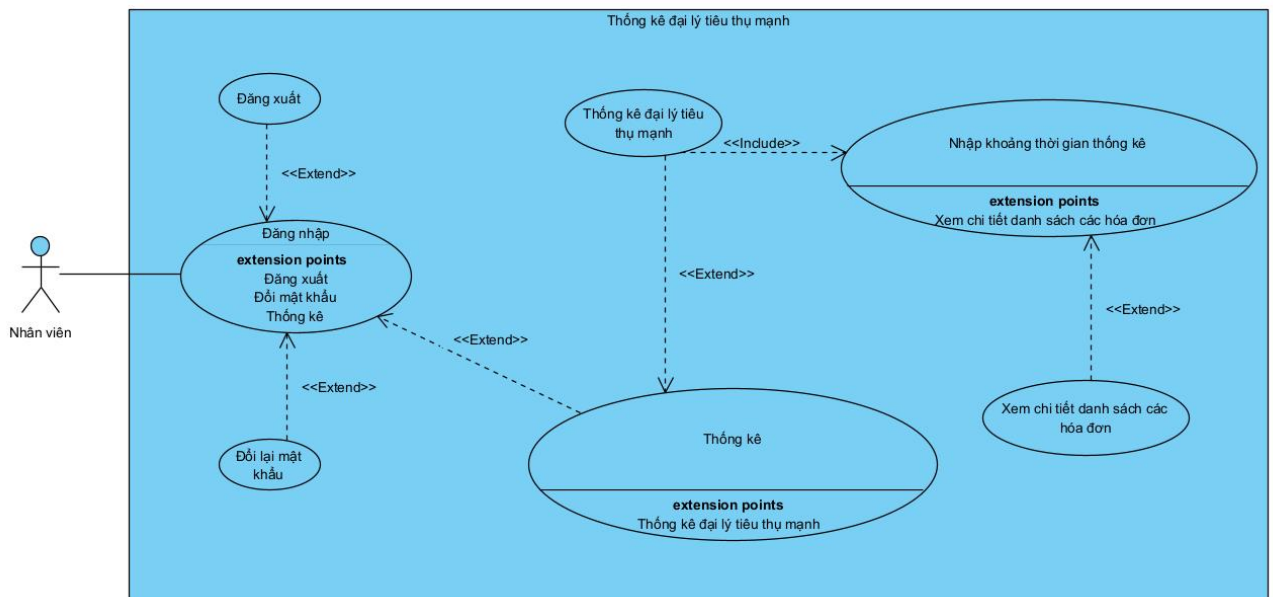 Thống kê đại lý tiêu thụ mạnh
Đăng xuất
<<Extend>>
Đăng nhập
extension points
Đăng xuất
Đổi mật khẩu
Thống kê
Nhân viên
<<Extend>>
Đổi lại mật
khẩu
<<Extend>>
Thống kê đại lý tiêu
thụ mạnh
<<Include>>
<<Extend>>
Thống kê
extension points
Thống kê đại lý tiêu thụ mạnh
Nhập khoảng thời gian thống kê
extension points
Xem chi tiết danh sách các hóa đơn
<<Extend>>
Xem chi tiết danh sách các
hóa đơn